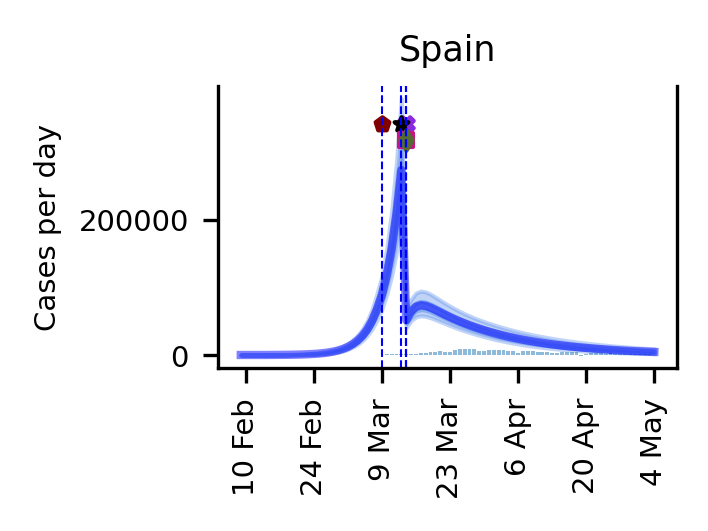 Spain
Cases per day
200000
0
10 Feb
24 Feb
9 Mar
23 Mar
6 Apr
20 Apr
4 May